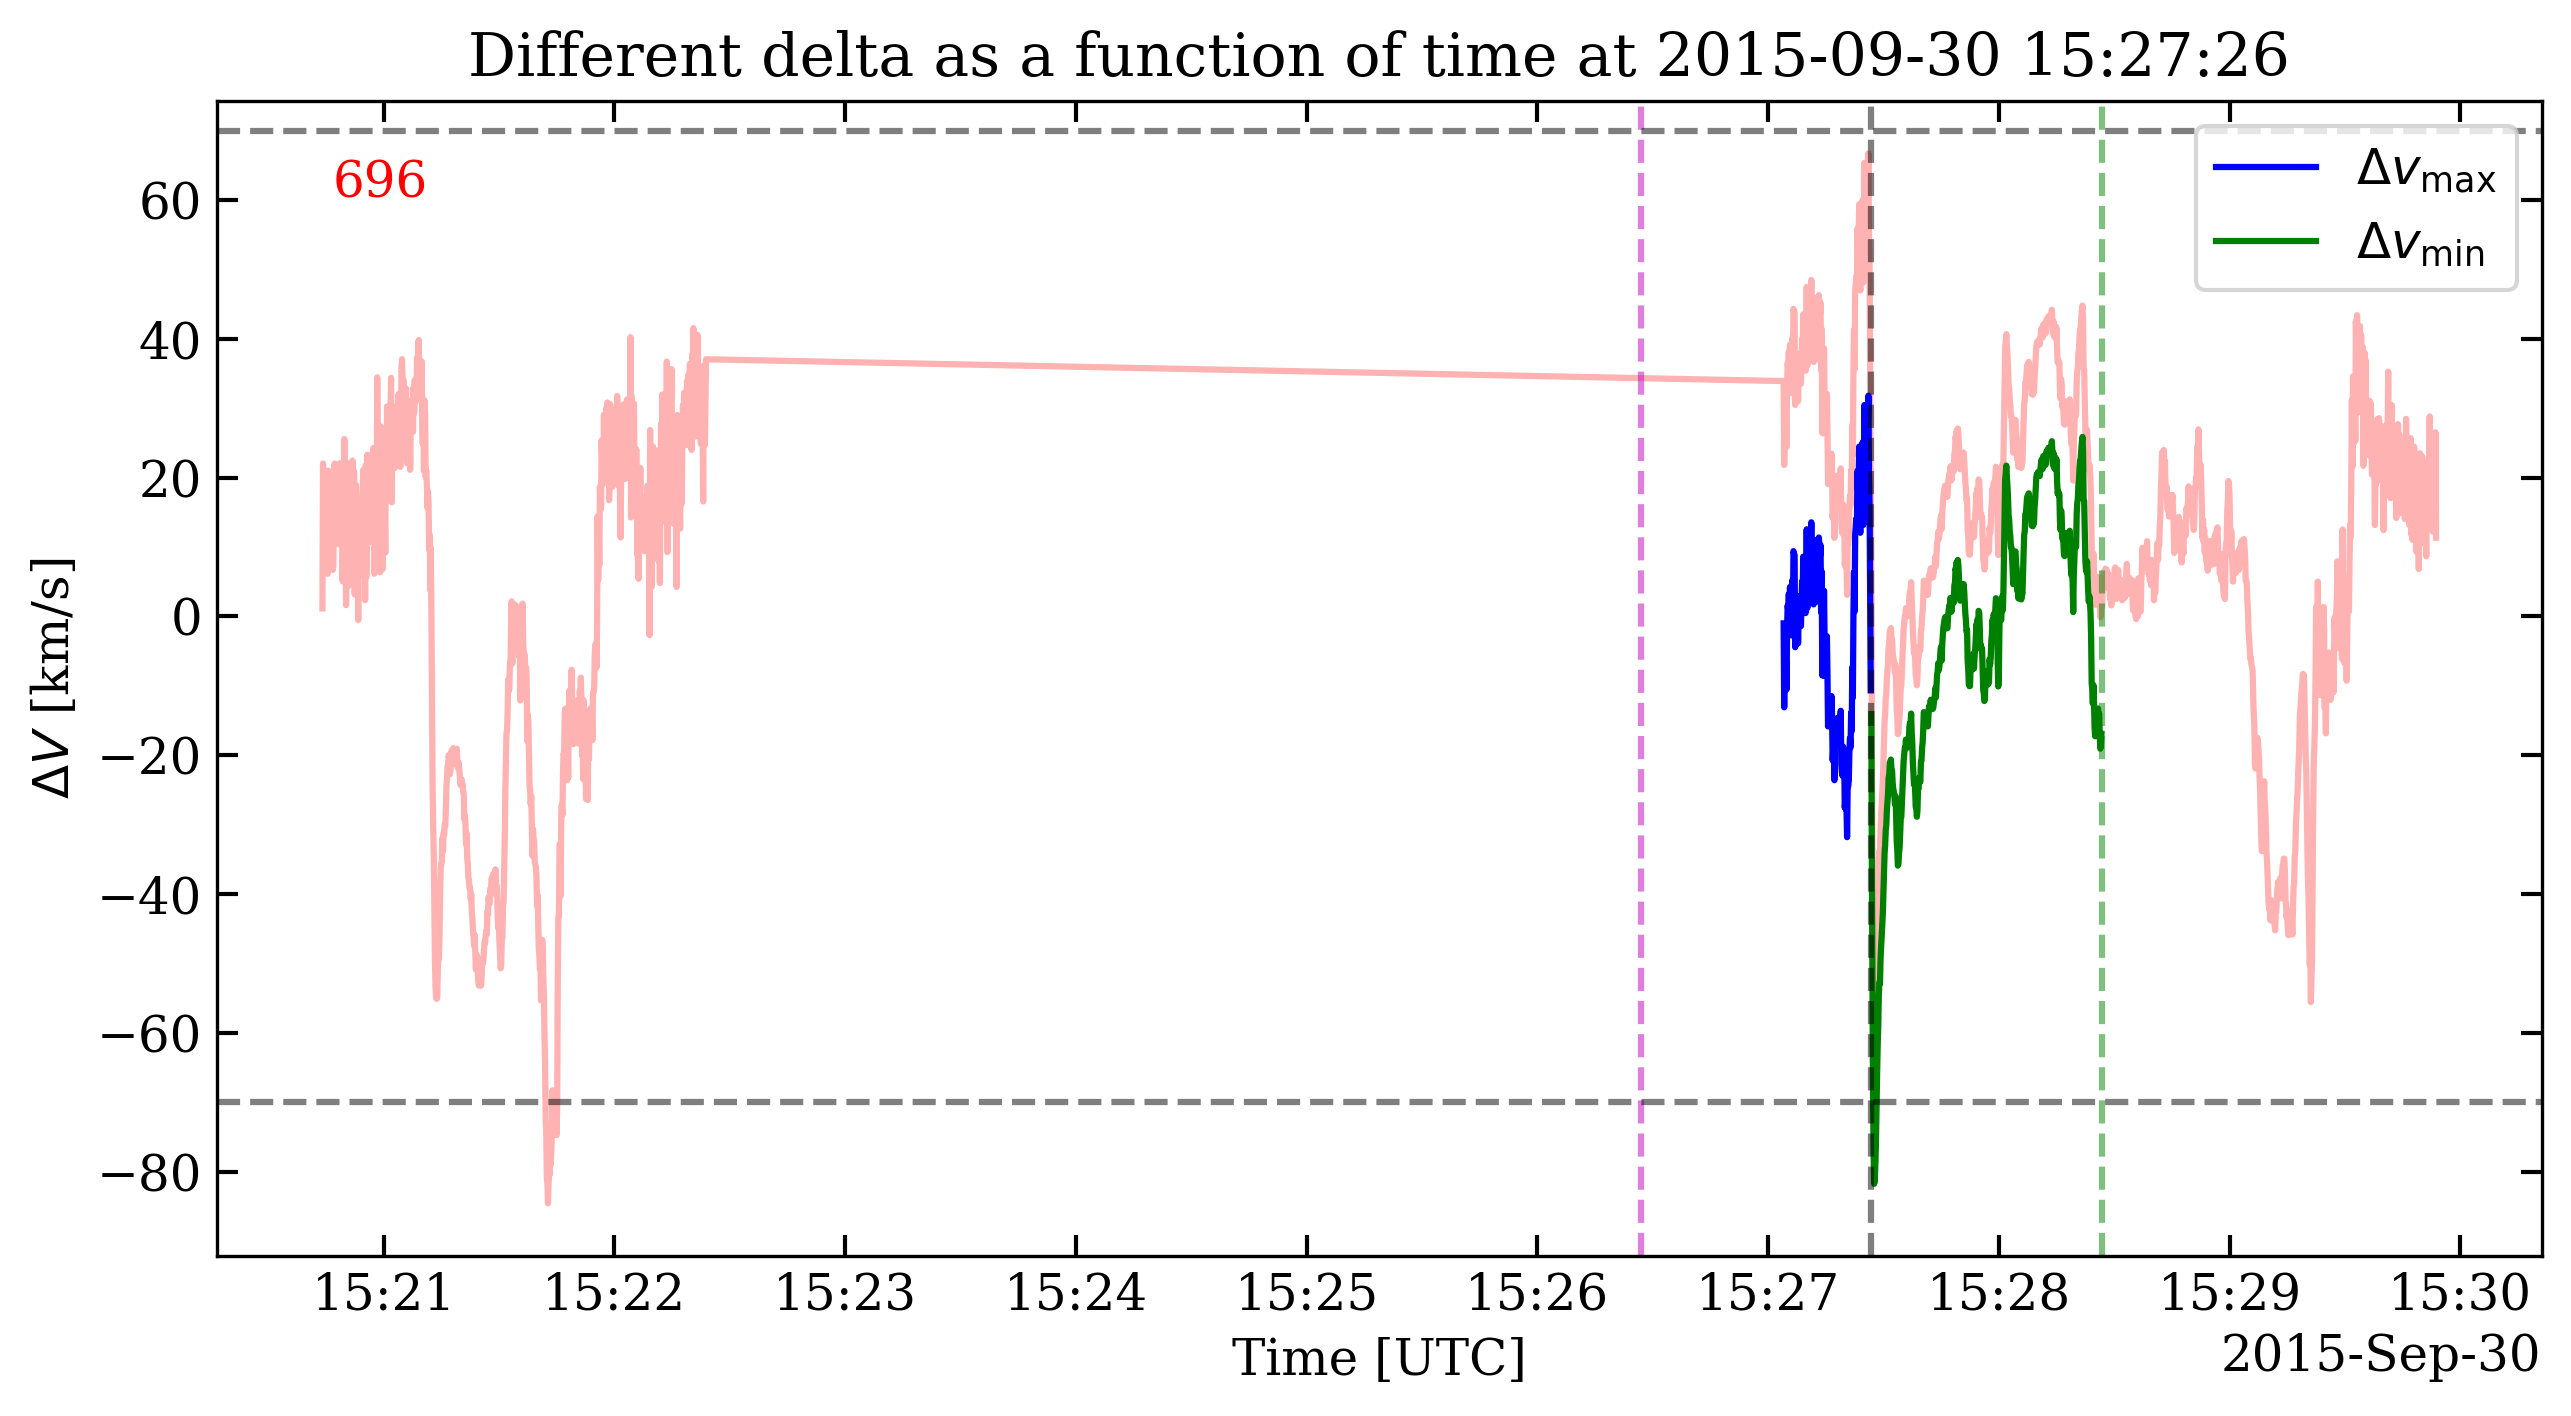 Different delta as a function of time at 2015-09-30 15:27:26
696
Δv_max
Δv_min
ΔV [km/s]
60
40
20
0
−20
−40
−60
−80
15:21 15:22 15:23 15:24 15:25 15:26 15:27 15:28 15:29 15:30
Time [UTC]
2015-Sep-30